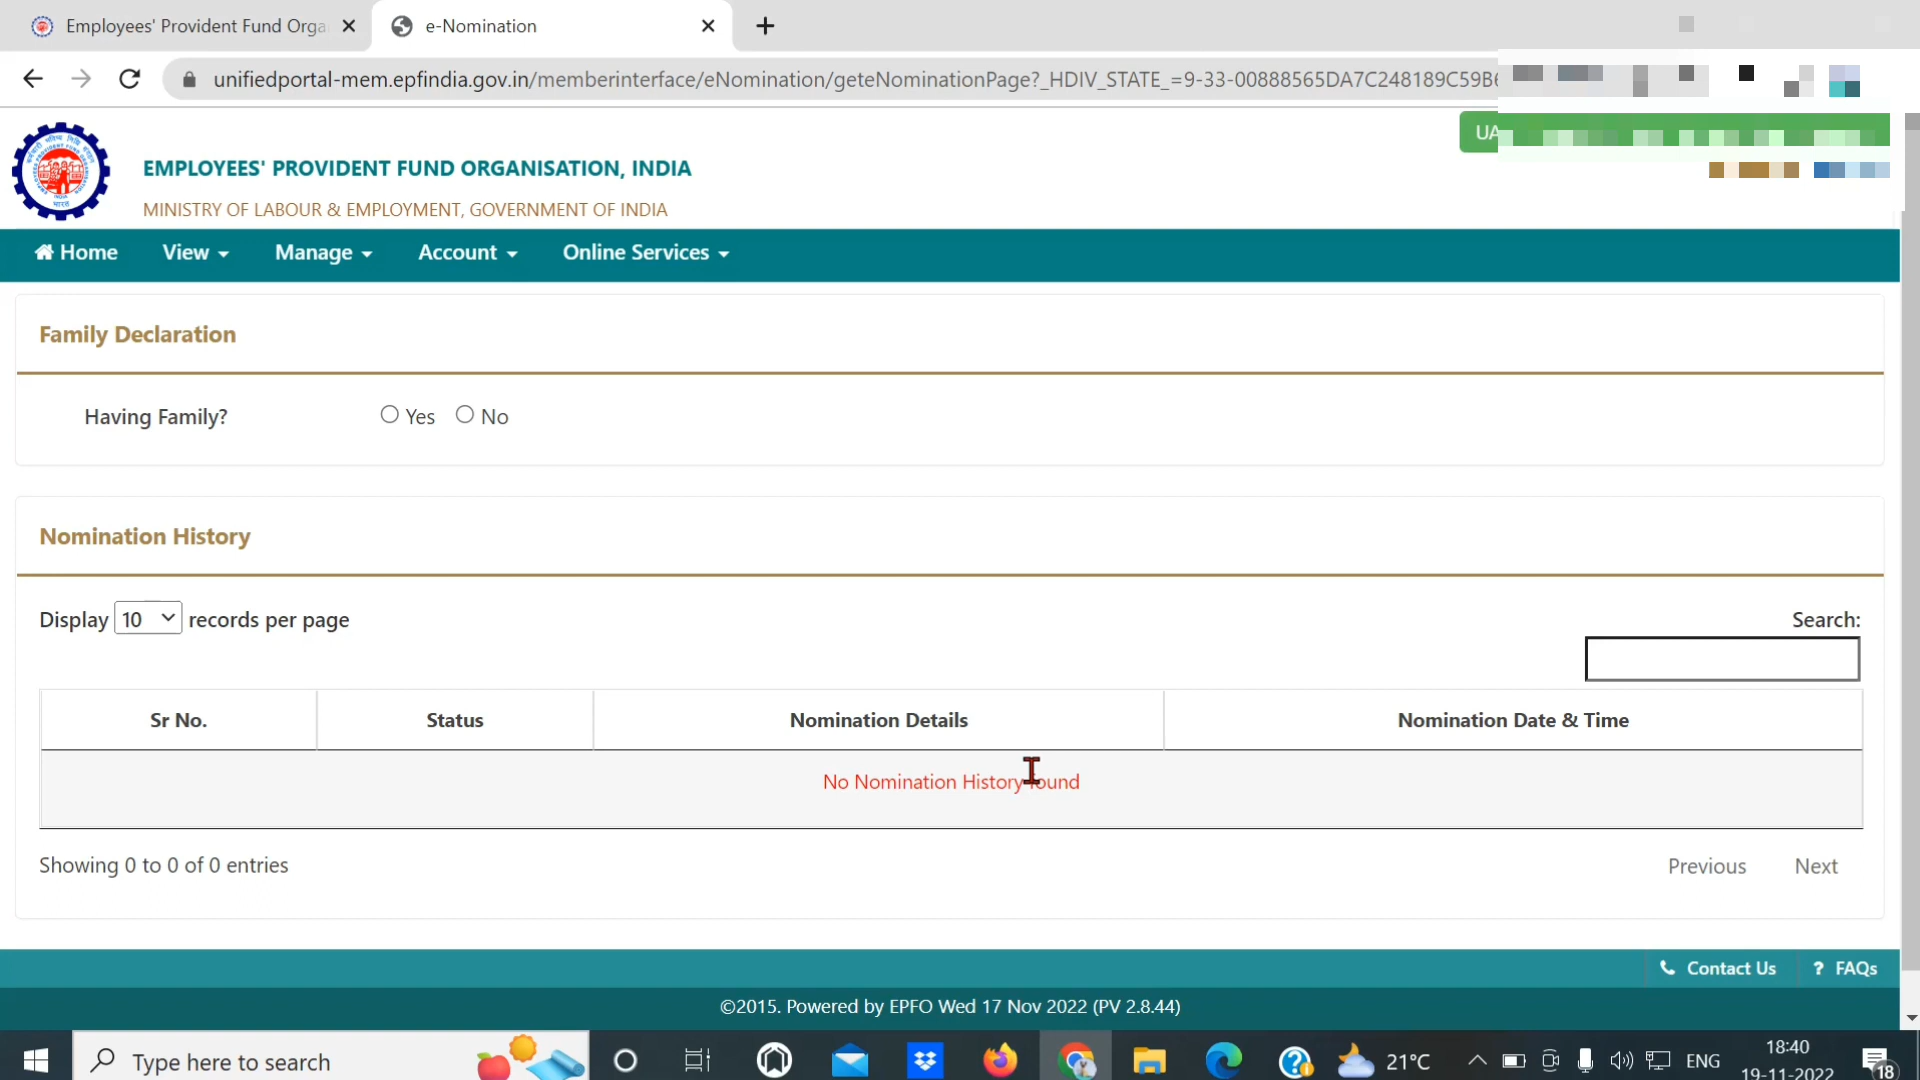 Employees' Provident Fund Orga
e-Nomination
unifiedportal-mem.epfindia.gov.in/memberinterface/eNomination/geteNominationPage?_HDIV_STATE_=9-33-00888565DA7C248189C59B6
UA
EMPLOYEES' PROVIDENT FUND ORGANISATION, INDIA
MINISTRY OF LABOUR & EMPLOYMENT, GOVERNMENT OF INDIA
Home View Manage Account Online Services
Family Declaration
Having Family? Yes No
Nomination History
Display 10 records per page Search:
Sr No. Status Nomination Details Nomination Date & Time
No Nomination History found
Showing 0 to 0 of 0 entries Previous Next
Contact Us ? FAQs
©2015. Powered by EPFO Wed 17 Nov 2022 (PV 2.8.44)
Type here to search 21°C ENG 18:40
19-11-2022 18